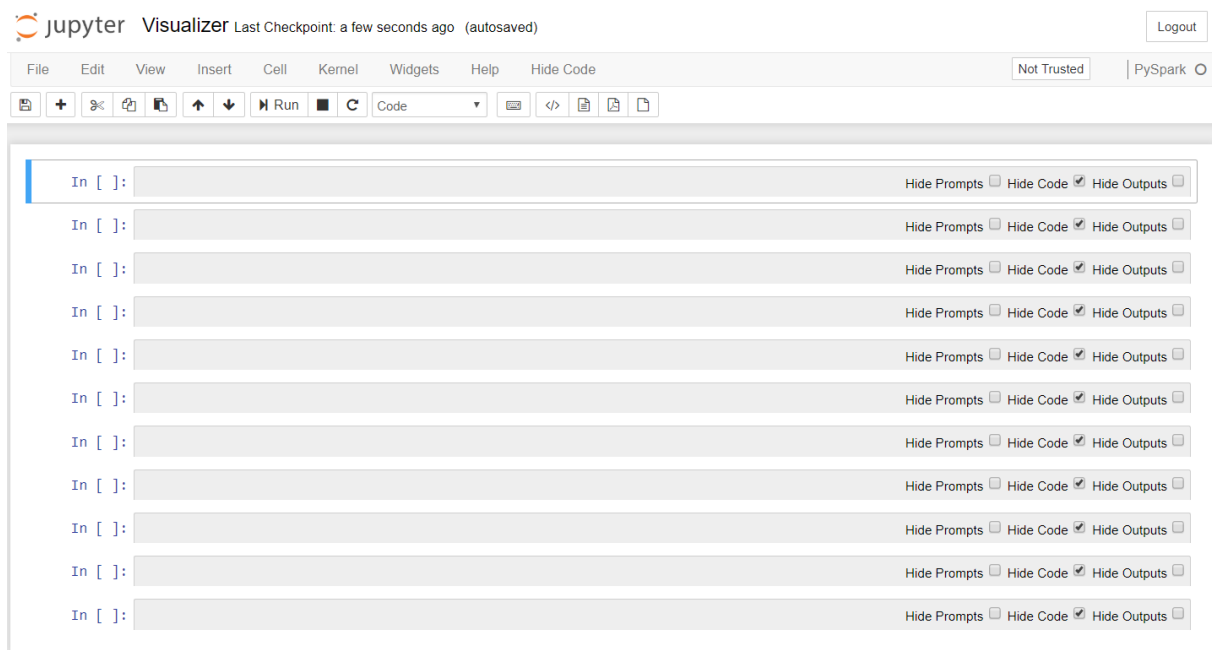 jupyter Visualizer Last Checkpoint: a few seconds ago (autosaved) Logout
File Edit View Insert Cell Kernel Widgets Help Hide Code Not Trusted PySpark
Run Code </>
In [ ]: Hide Prompts Hide Code Hide Outputs
In [ ]: Hide Prompts Hide Code Hide Outputs
In [ ]: Hide Prompts Hide Code Hide Outputs
In [ ]: Hide Prompts Hide Code Hide Outputs
In [ ]: Hide Prompts Hide Code Hide Outputs
In [ ]: Hide Prompts Hide Code Hide Outputs
In [ ]: Hide Prompts Hide Code Hide Outputs
In [ ]: Hide Prompts Hide Code Hide Outputs
In [ ]: Hide Prompts Hide Code Hide Outputs
In [ ]: Hide Prompts Hide Code Hide Outputs
In [ ]: Hide Prompts Hide Code Hide Outputs